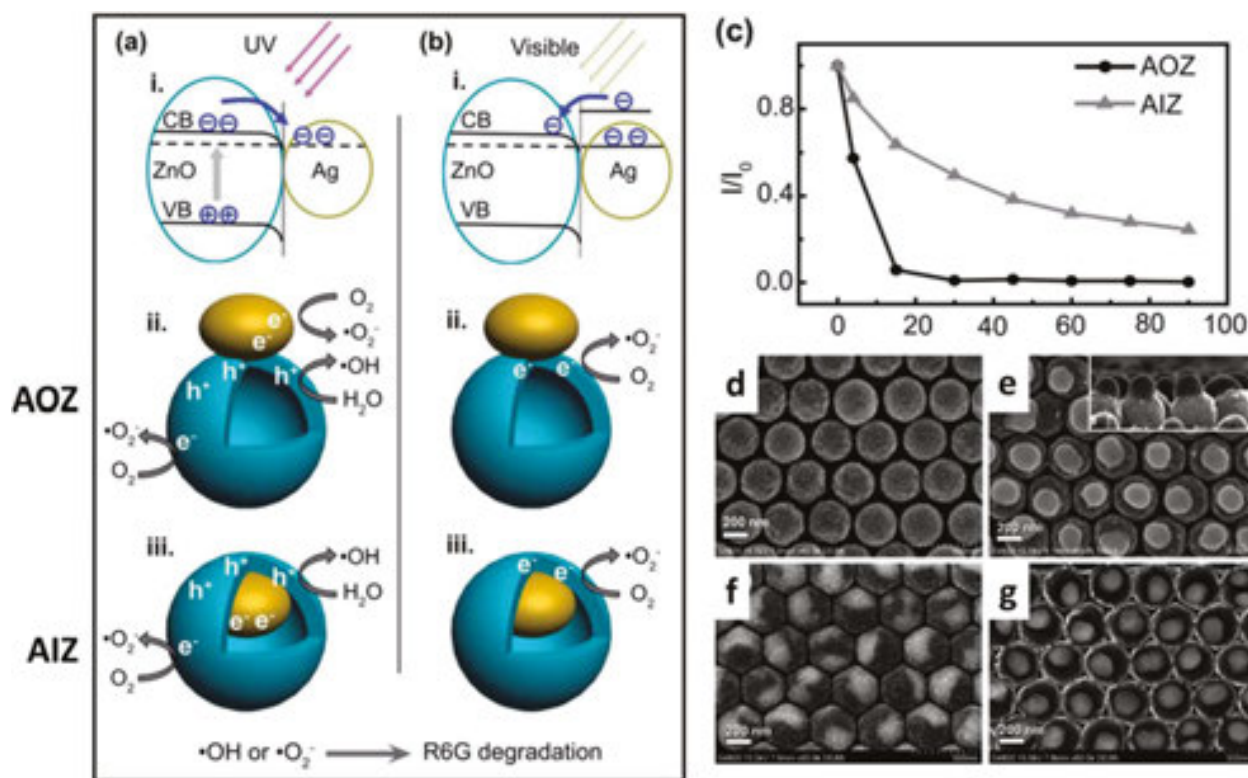 (a)
UV
i.
CB
ZnO
Ag
VB
ii.
e⁻
e⁻
O₂
•O₂⁻
h⁺
h⁺
h⁺
•OH
H₂O
•O₂⁻
e⁻
O₂
AOZ
iii.
h⁺
h⁺
h⁺
•OH
H₂O
e⁻ e⁻
•O₂⁻
e⁻
O₂
AIZ
(b)
Visible
i.
CB
ZnO
Ag
VB
ii.
e⁻
e⁻
•O₂⁻
O₂
iii.
e⁻
e⁻
•O₂⁻
O₂
•OH or •O₂⁻
R6G degradation
(c)
AOZ
AIZ
I/I₀
0.8
0.4
0.0
0 20 40 60 80 100
d
200 nm
e
200 nm
f
200 nm
g
200 nm